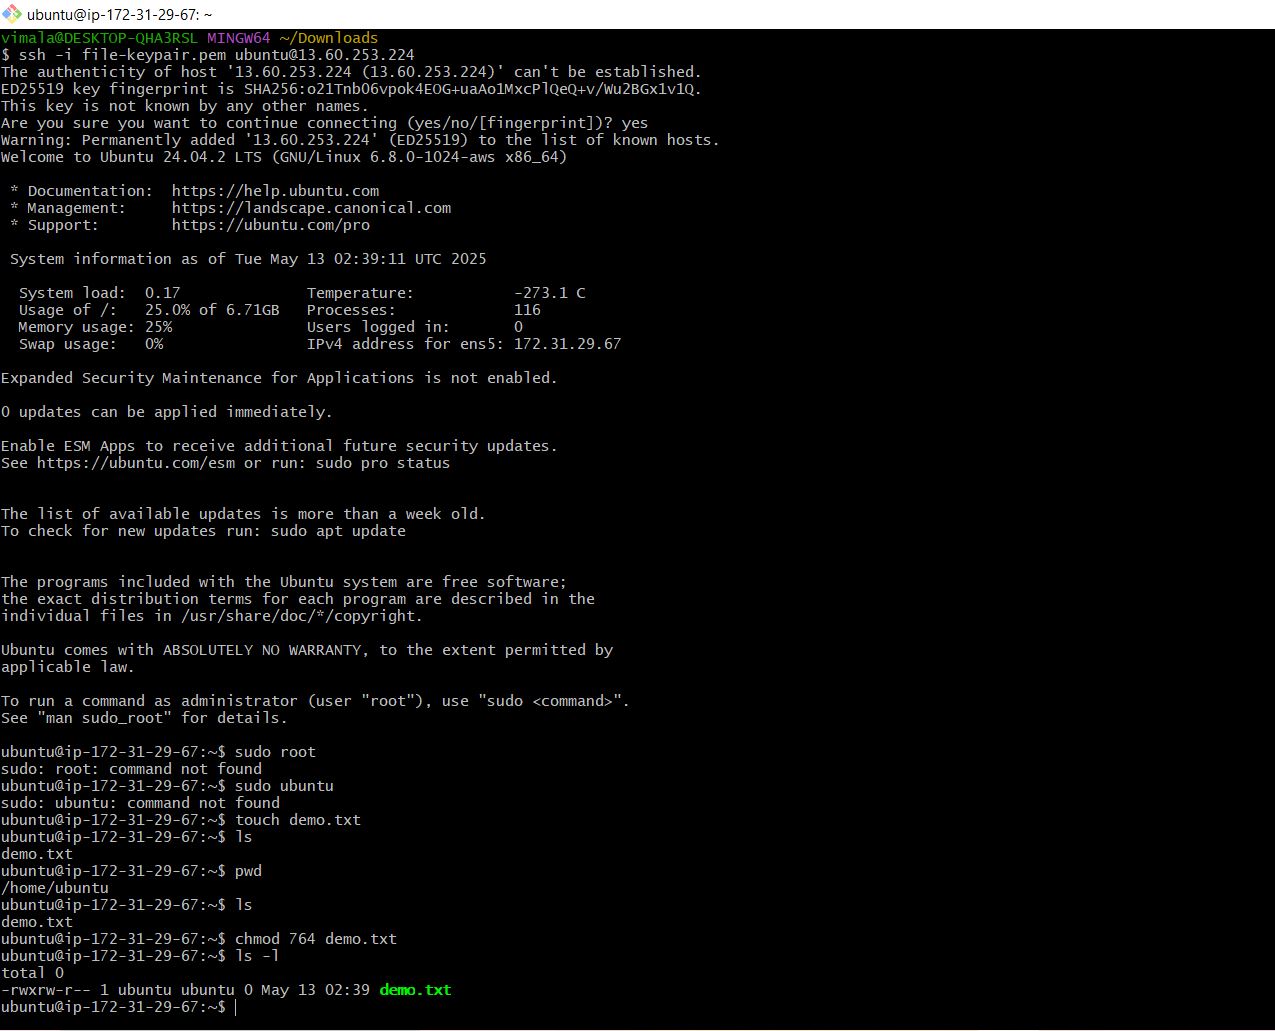 ubuntu@ip-172-31-29-67: ~
vimala@DESKTOP-QHA3RSL MINGW64 ~/Downloads
$ ssh -i file-keypair.pem ubuntu@13.60.253.224
The authenticity of host '13.60.253.224 (13.60.253.224)' can't be established.
ED25519 key fingerprint is SHA256:o21TnbO6vpok4EOG+uaAo1MxcPlQeQ+v/Wu2BGx1v1Q.
This key is not known by any other names.
Are you sure you want to continue connecting (yes/no/[fingerprint])? yes
Warning: Permanently added '13.60.253.224' (ED25519) to the list of known hosts.
Welcome to Ubuntu 24.04.2 LTS (GNU/Linux 6.8.0-1024-aws x86_64)
* Documentation:  https://help.ubuntu.com
* Management:     https://landscape.canonical.com
* Support:        https://ubuntu.com/pro
System information as of Tue May 13 02:39:11 UTC 2025
System load:  0.17              Temperature:           -273.1 C
Usage of /:   25.0% of 6.71GB   Processes:             116
Memory usage: 25%               Users logged in:       0
Swap usage:   0%                IPv4 address for ens5: 172.31.29.67
Expanded Security Maintenance for Applications is not enabled.
0 updates can be applied immediately.
Enable ESM Apps to receive additional future security updates.
See https://ubuntu.com/esm or run: sudo pro status
The list of available updates is more than a week old.
To check for new updates run: sudo apt update
The programs included with the Ubuntu system are free software;
the exact distribution terms for each program are described in the
individual files in /usr/share/doc/*/copyright.
Ubuntu comes with ABSOLUTELY NO WARRANTY, to the extent permitted by
applicable law.
To run a command as administrator (user "root"), use "sudo <command>".
See "man sudo_root" for details.
ubuntu@ip-172-31-29-67:~$ sudo root
sudo: root: command not found
ubuntu@ip-172-31-29-67:~$ sudo ubuntu
sudo: ubuntu: command not found
ubuntu@ip-172-31-29-67:~$ touch demo.txt
ubuntu@ip-172-31-29-67:~$ ls
demo.txt
ubuntu@ip-172-31-29-67:~$ pwd
/home/ubuntu
ubuntu@ip-172-31-29-67:~$ ls
demo.txt
ubuntu@ip-172-31-29-67:~$ chmod 764 demo.txt
ubuntu@ip-172-31-29-67:~$ ls -l
total 0
-rwxrw-r-- 1 ubuntu ubuntu 0 May 13 02:39 demo.txt
ubuntu@ip-172-31-29-67:~$